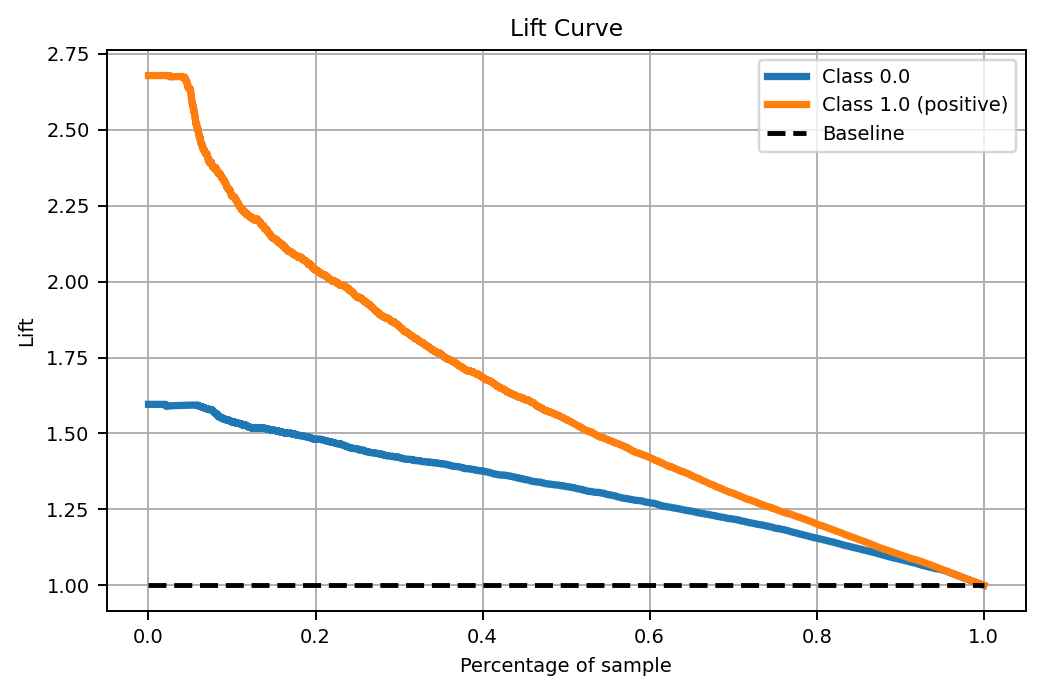 Lift Curve
Class 0.0
Class 1.0 (positive)
Baseline
Lift
2.75
2.50
2.25
2.00
1.75
1.50
1.25
1.00
0.0 0.2 0.4 0.6 0.8 1.0
Percentage of sample